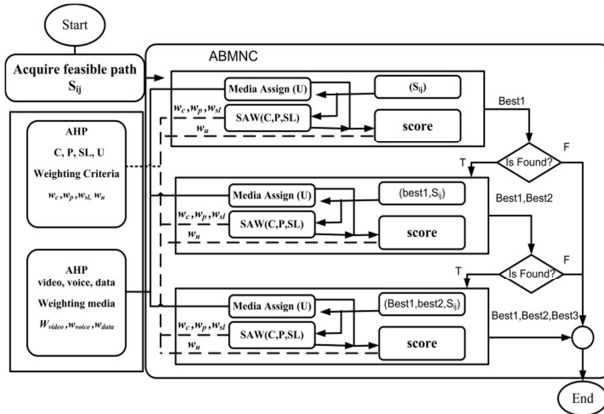 Start
ABMNC
Acquire feasible path
Sij
Media Assign (U)
(Sij)
wc,wp,wsl
SAW(C,P,SL)
score
wu
Best1
AHP
C, P, SL, U
Weighting Criteria
wc,wp,wsl, wu
Is Found?
T
F
Media Assign (U)
(best1,Sij)
wc,wp,wsl
SAW(C,P,SL)
score
wu
Best1,Best2
AHP
video, voice, data
Weighting media
Wvideo,wvoice,wdata
Is Found?
T
F
Media Assign (U)
(Best1,best2,Sij)
wc,wp,wsl
SAW(C,P,SL)
score
wu
Best1,Best2,Best3
End